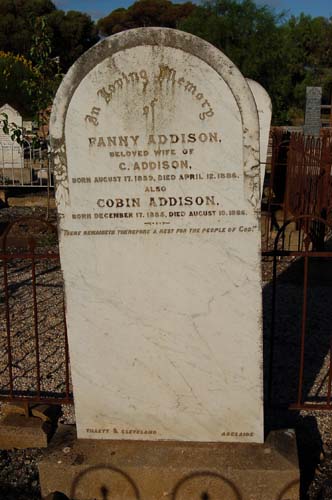 In Loving Memory
of
FANNY ADDISON,
BELOVED WIFE OF
C. ADDISON,
BORN AUGUST 17. 1859, DIED APRIL 12. 1886.
ALSO
COBIN ADDISON,
BORN DECEMBER 17. 1885, DIED AUGUST 10. 1886.
"THERE REMAINETH THEREFORE A REST FOR THE PEOPLE OF GOD."
TILLETT & CLEVELAND ADELAIDE